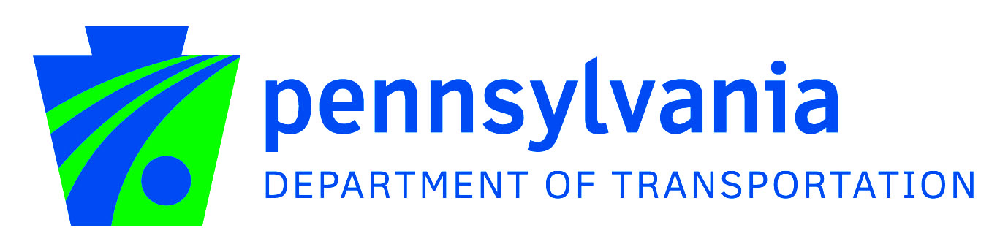 pennsylvania
DEPARTMENT OF TRANSPORTATION